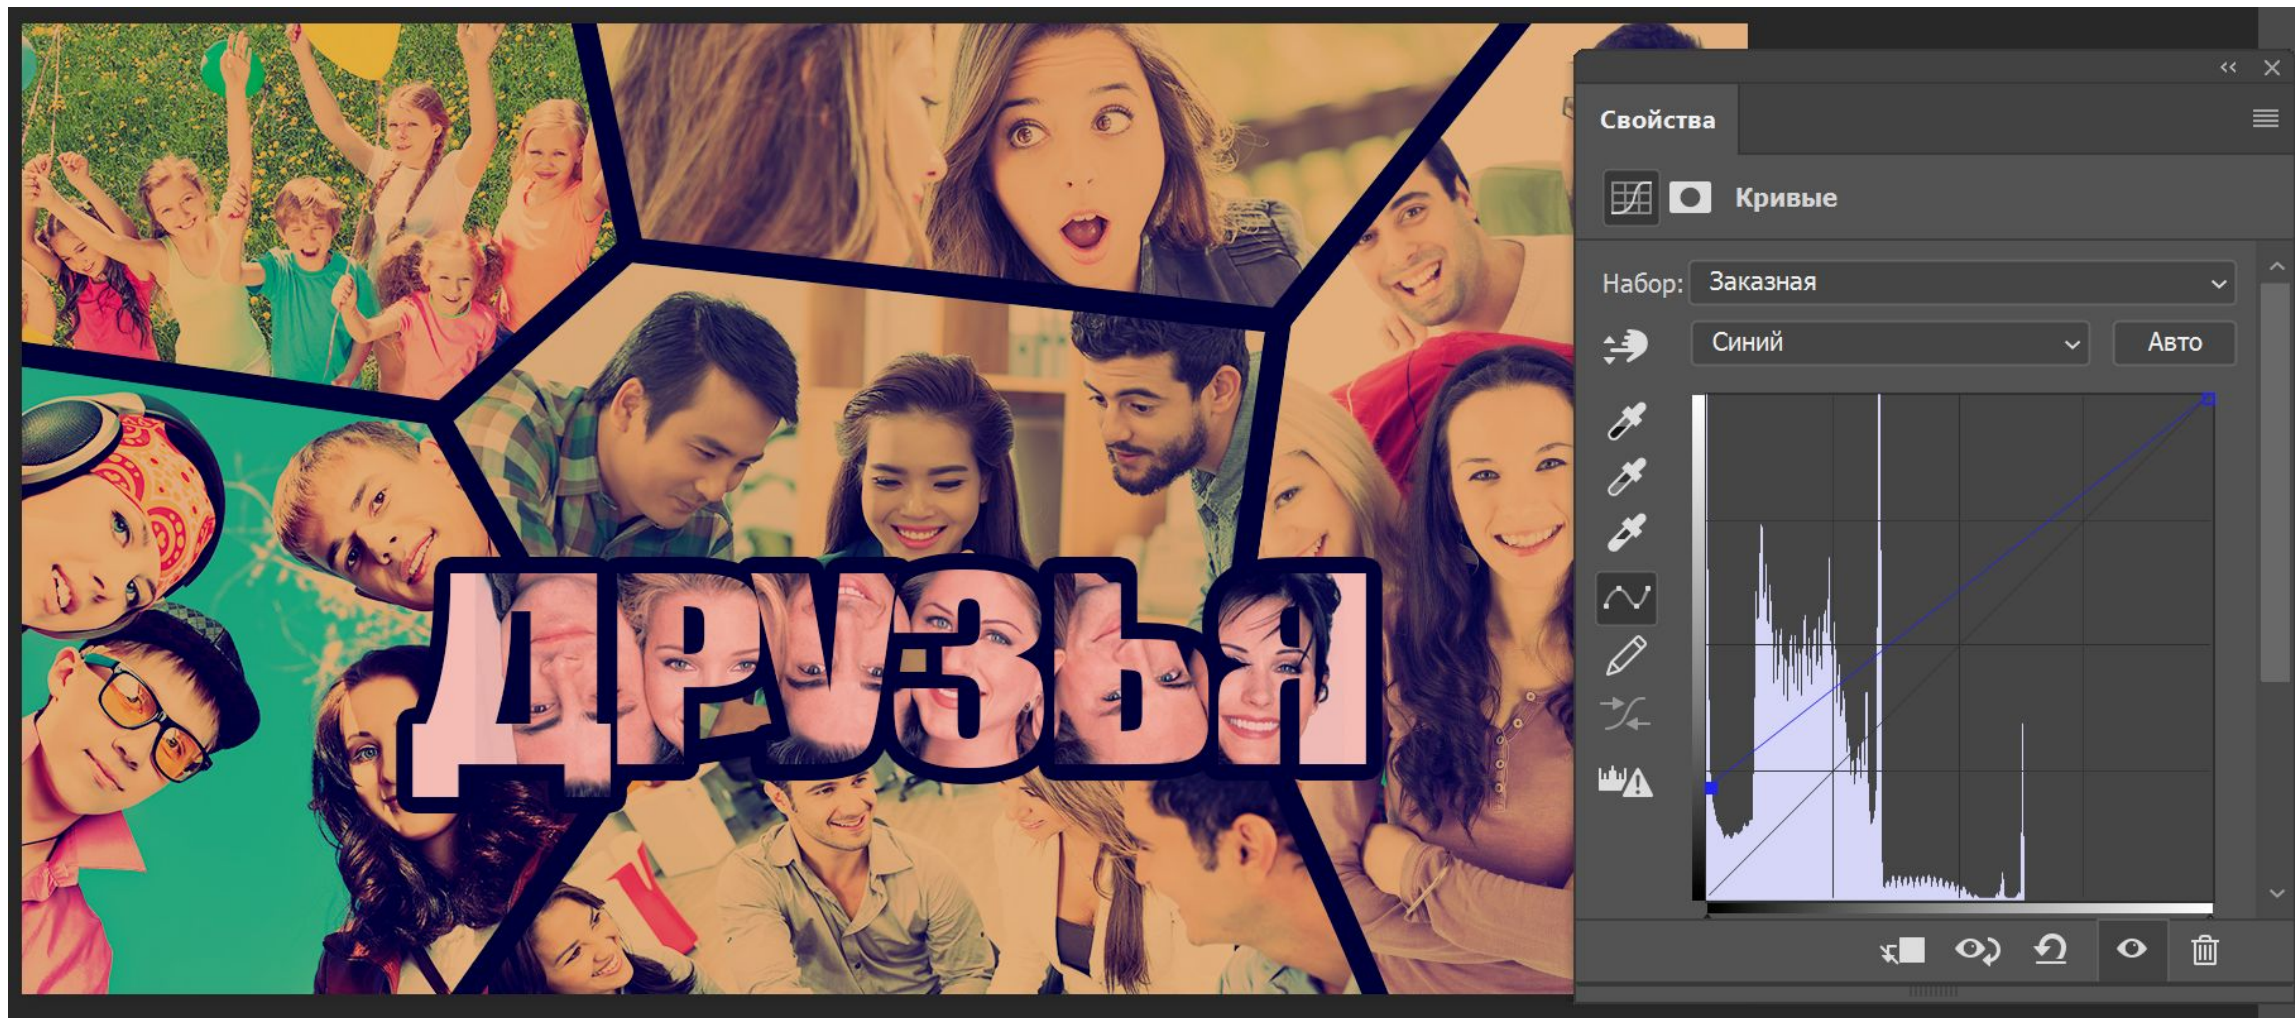 ДРУЗЬЯ
Свойства
Кривые
Набор: Заказная
Синий Авто